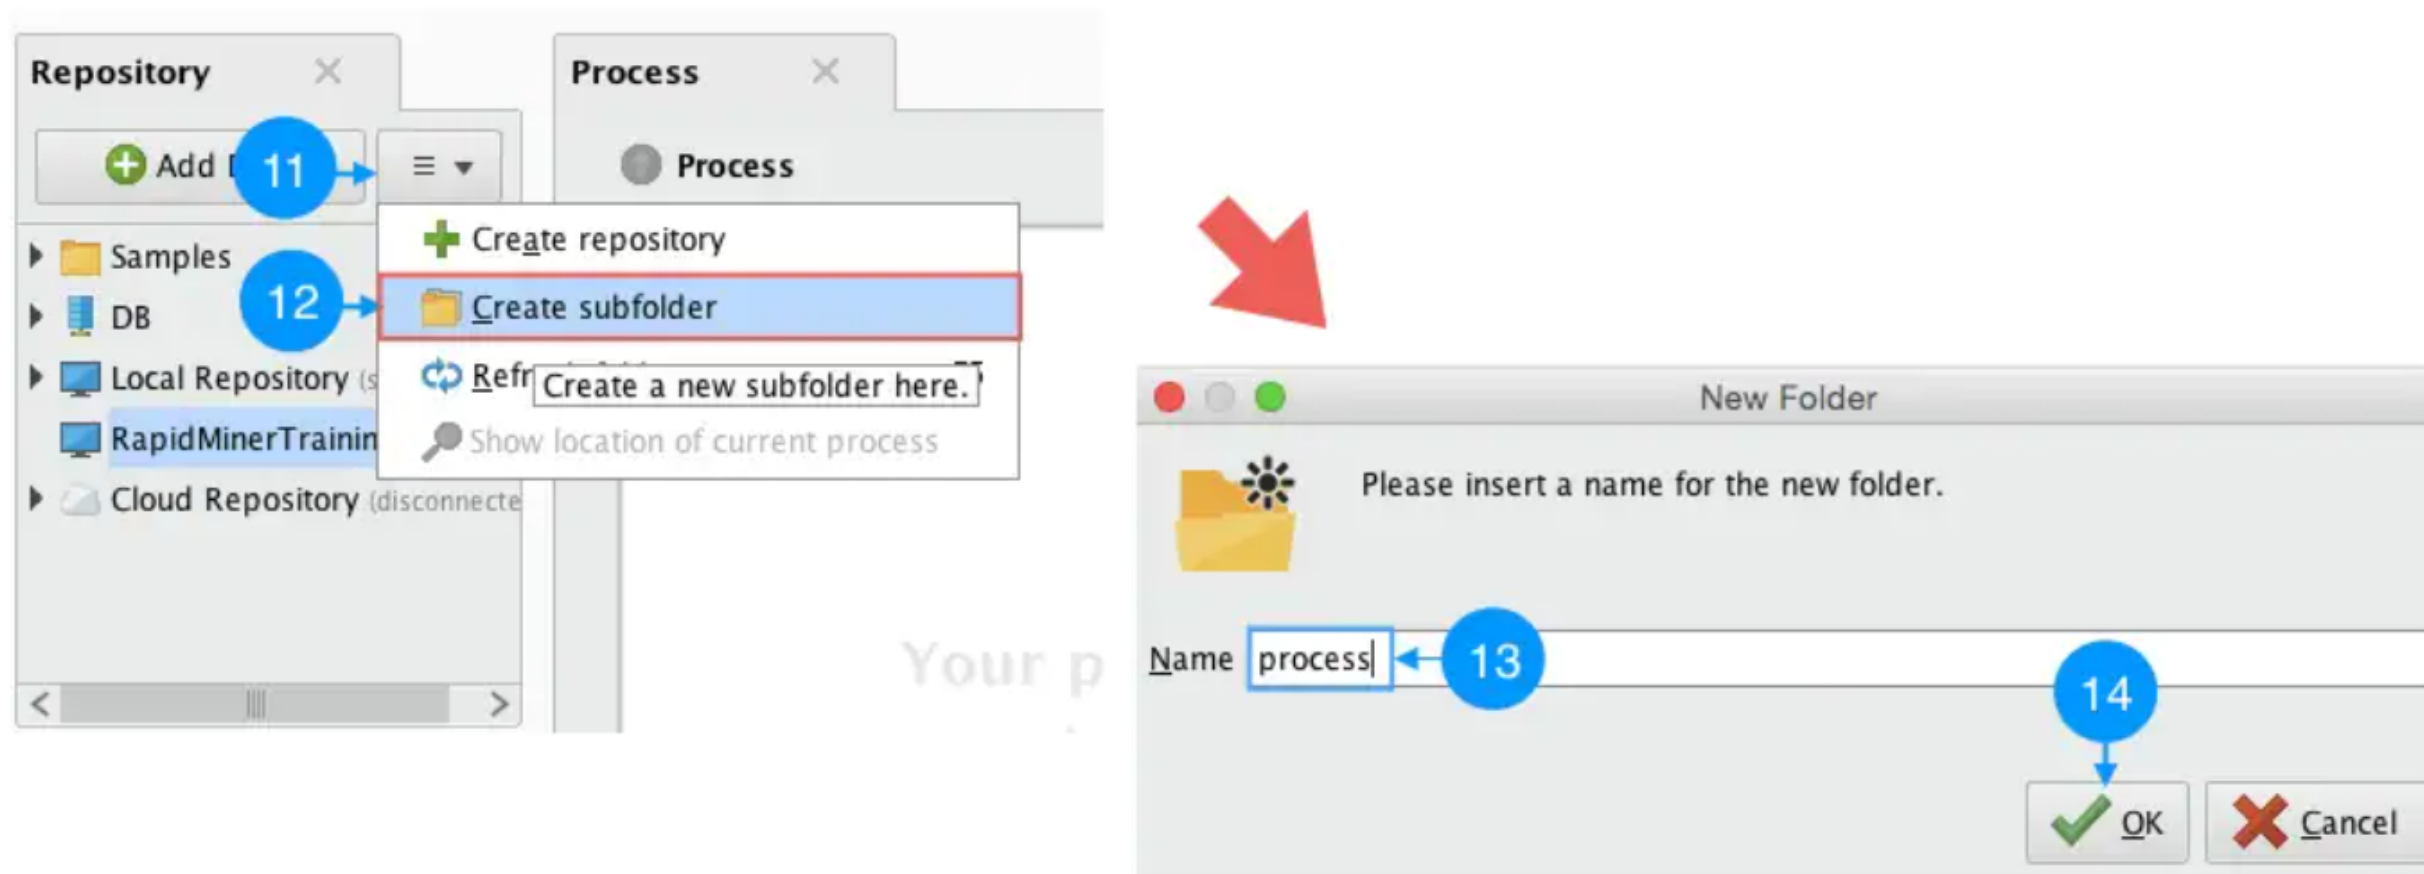 Repository
Process
Add
11
Process
Create repository
Samples
12
Create subfolder
DB
Local Repository
Create a new subfolder here.
RapidMinerTrainin
Show location of current process
Cloud Repository (disconnecte
Your p
New Folder
Please insert a name for the new folder.
Name process
13
14
OK
Cancel